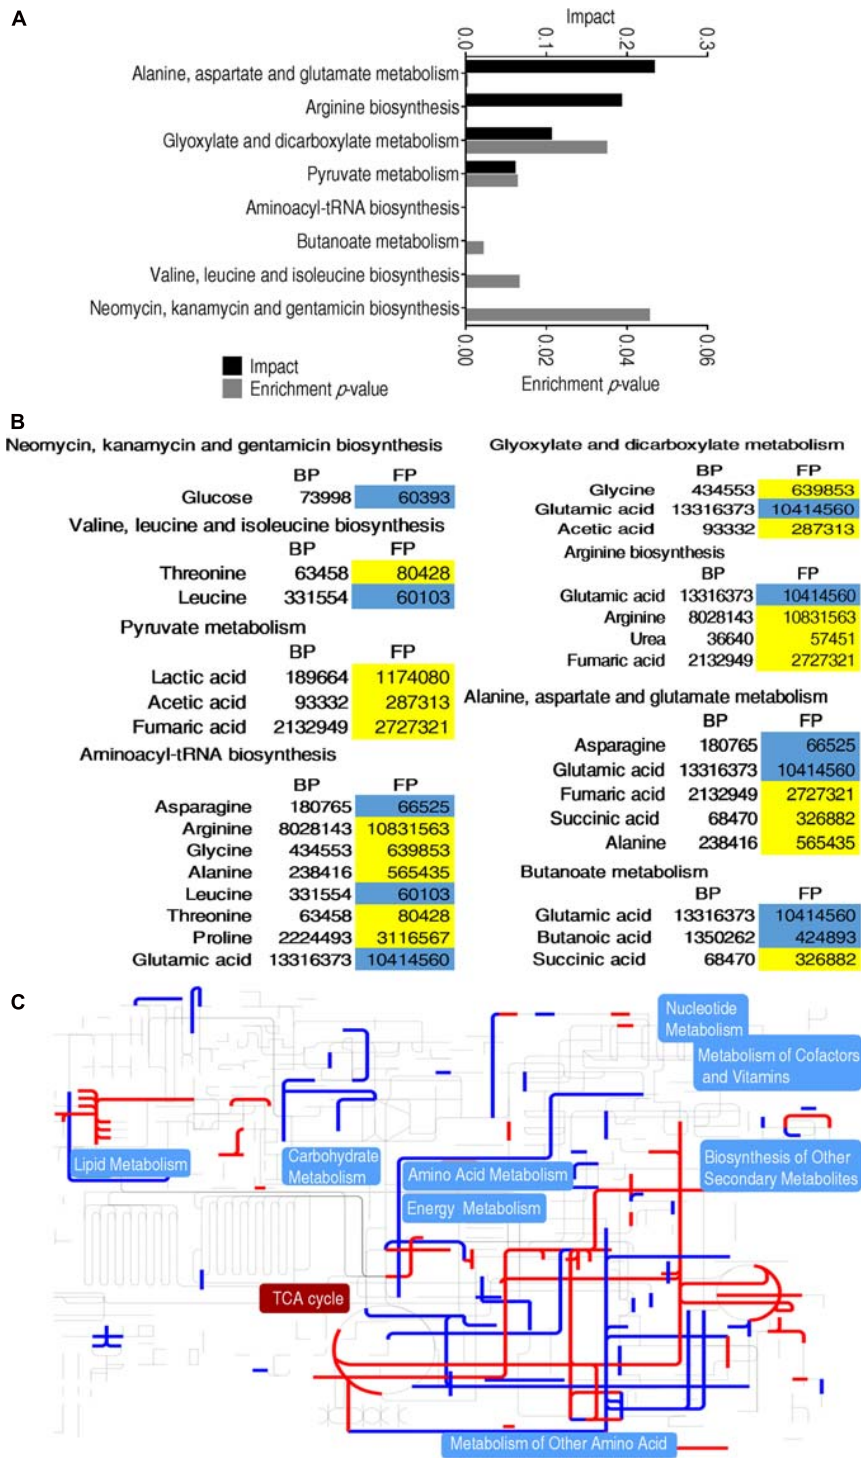 A
Impact
0.0 0.1 0.2 0.3
Alanine, aspartate and glutamate metabolism
Arginine biosynthesis
Glyoxylate and dicarboxylate metabolism
Pyruvate metabolism
Aminoacyl-tRNA biosynthesis
Butanoate metabolism
Valine, leucine and isoleucine biosynthesis
Neomycin, kanamycin and gentamicin biosynthesis
0.00 0.02 0.04 0.06
Enrichment p-value
Impact
Enrichment p-value
B
Neomycin, kanamycin and gentamicin biosynthesis
BP FP
Glucose 73998 60393
Valine, leucine and isoleucine biosynthesis
BP FP
Threonine 63458 80428
Leucine 331554 60103
Pyruvate metabolism
BP FP
Lactic acid 189664 1174080
Acetic acid 93332 287313
Fumaric acid 2132949 2727321
Aminoacyl-tRNA biosynthesis
BP FP
Asparagine 180765 66525
Arginine 8028143 10831563
Glycine 434553 639853
Alanine 238416 565435
Leucine 331554 60103
Threonine 63458 80428
Proline 2224493 3116567
Glutamic acid 13316373 10414560
Glyoxylate and dicarboxylate metabolism
BP FP
Glycine 434553 639853
Glutamic acid 13316373 10414560
Acetic acid 93332 287313
Arginine biosynthesis
BP FP
Glutamic acid 13316373 10414560
Arginine 8028143 10831563
Urea 36640 57451
Fumaric acid 2132949 2727321
Alanine, aspartate and glutamate metabolism
BP FP
Asparagine 180765 66525
Glutamic acid 13316373 10414560
Fumaric acid 2132949 2727321
Succinic acid 68470 326882
Alanine 238416 565435
Butanoate metabolism
BP FP
Glutamic acid 13316373 10414560
Butanoic acid 1350262 424893
Succinic acid 68470 326882
C
Nucleotide
Metabolism
Metabolism of Cofactors
and Vitamins
Lipid Metabolism
Carbohydrate
Metabolism
Amino Acid Metabolism
Biosynthesis of Other
Secondary Metabolites
Energy Metabolism
TCA cycle
Metabolism of Other Amino Acid